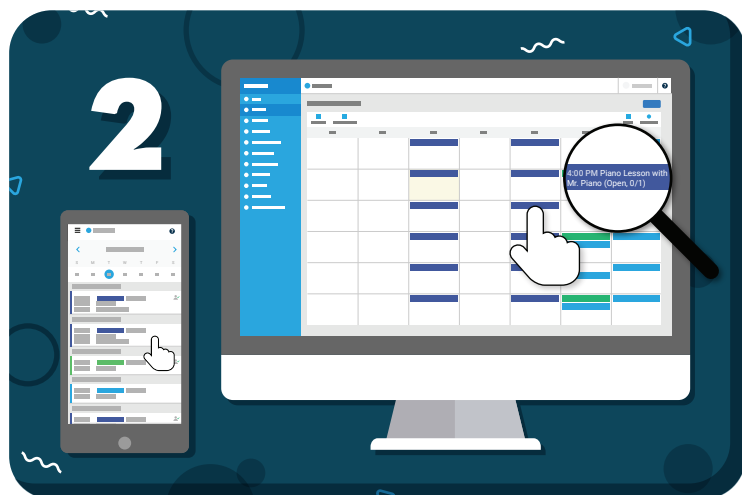 2
4:00 PM Piano Lesson with
Mr. Piano (Open, 0/1)
?
?
S M T W T F S